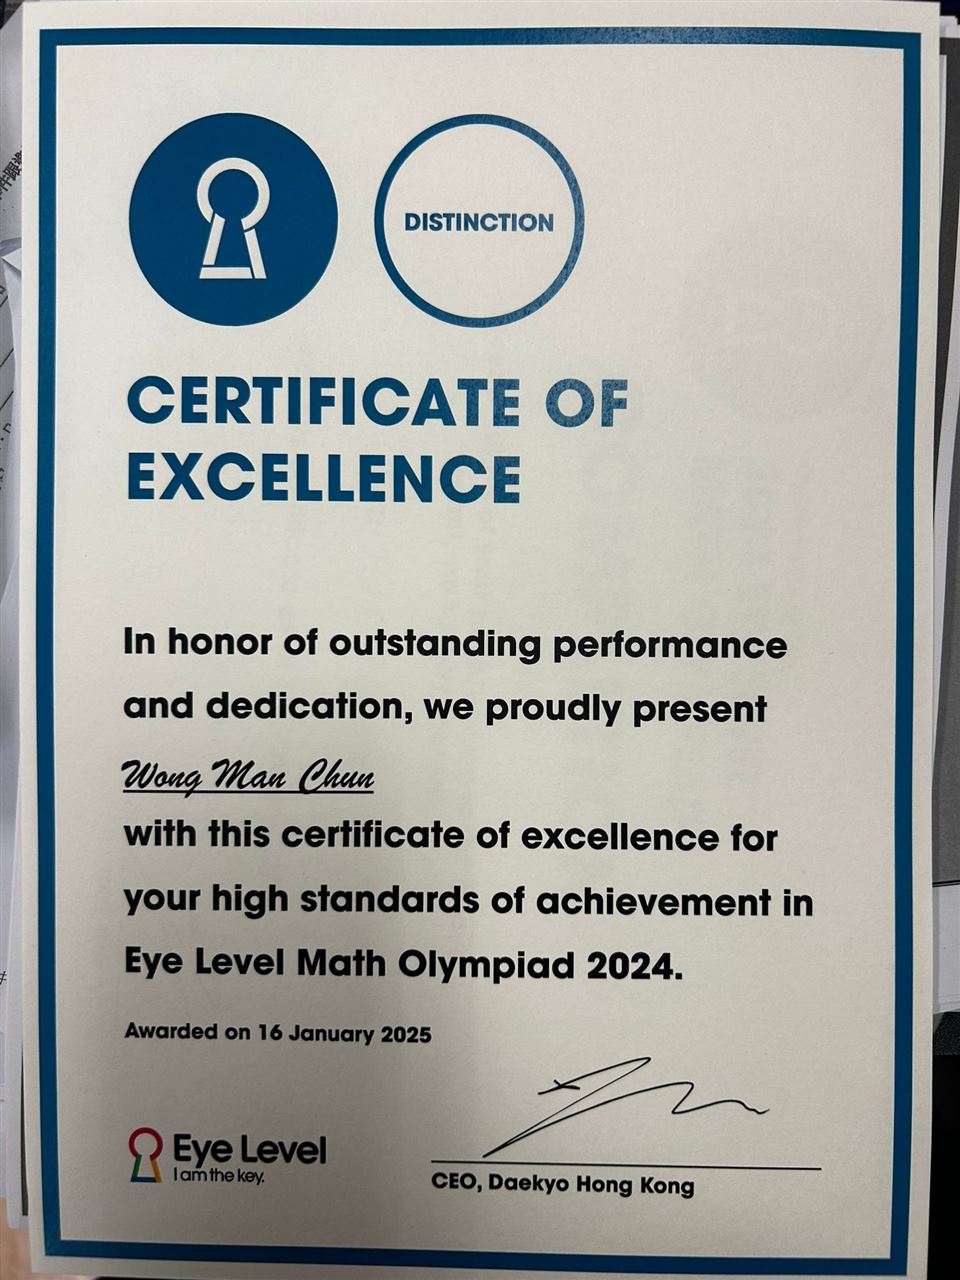 DISTINCTION
CERTIFICATE OF
EXCELLENCE
In honor of outstanding performance
and dedication, we proudly present
Wong Man Chun
with this certificate of excellence for
your high standards of achievement in
Eye Level Math Olympiad 2024.
Awarded on 16 January 2025
Eye Level
I am the key.
CEO, Daekyo Hong Kong